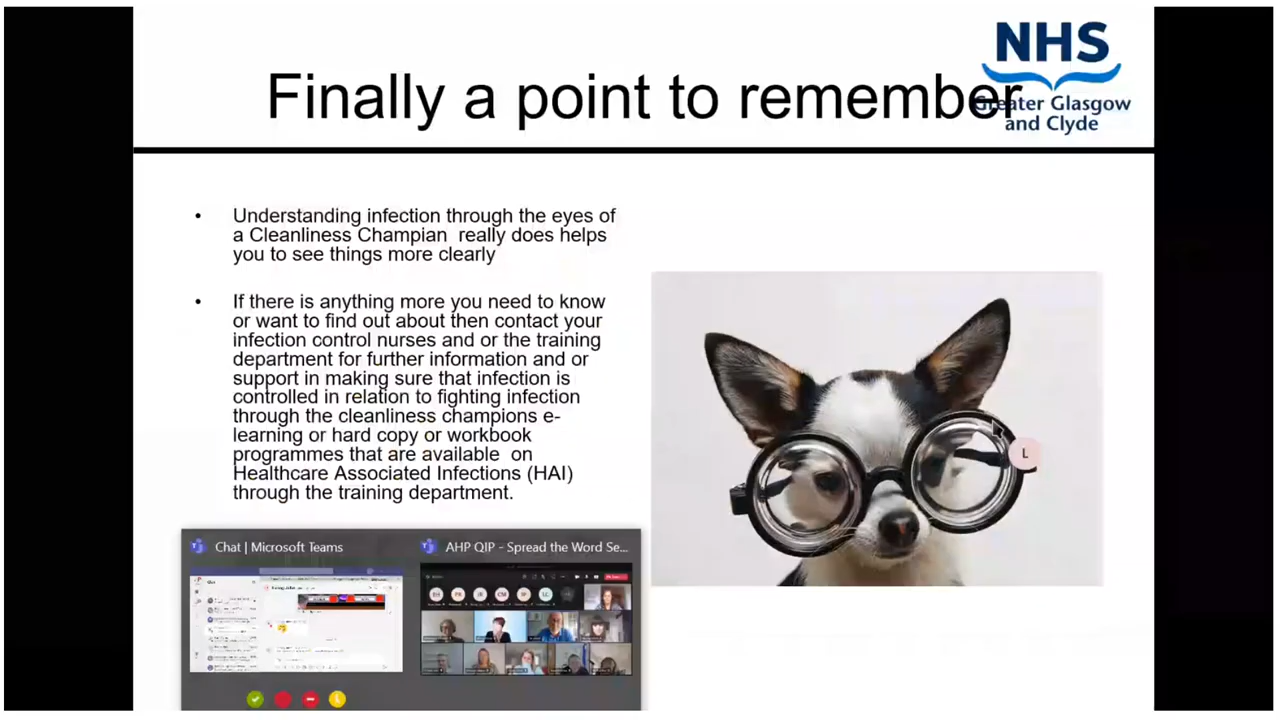 NHS
Greater Glasgow
and Clyde
Finally a point to remember
• Understanding infection through the eyes of
a Cleanliness Champian really does helps
you to see things more clearly
• If there is anything more you need to know
or want to find out about then contact your
infection control nurses and or the training
department for further information and or
support in making sure that infection is
controlled in relation to fighting infection
through the cleanliness champions e-
learning or hard copy or workbook
programmes that are available on
Healthcare Associated Infections (HAI)
through the training department.
L
Chat | Microsoft Teams
AHP QIP - Spread the Word Se...